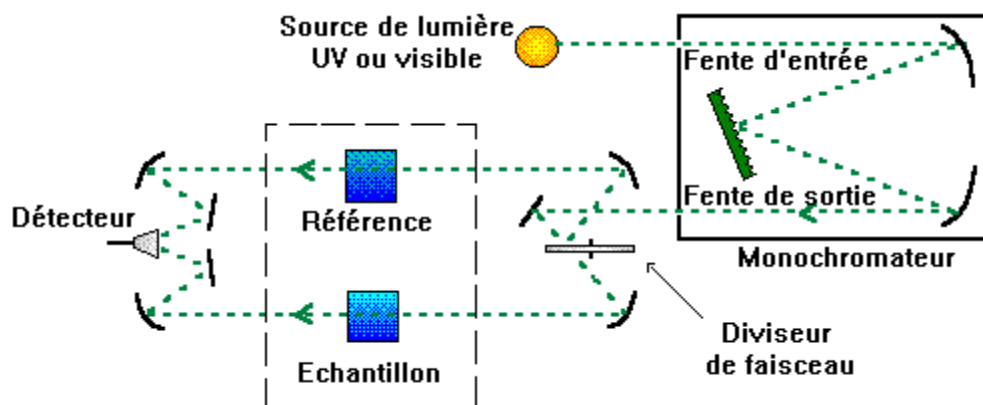 Source de lumière
UV ou visible
Fente d'entrée
Fente de sortie
Monochromateur
Détecteur
Référence
Echantillon
Diviseur
de faisceau